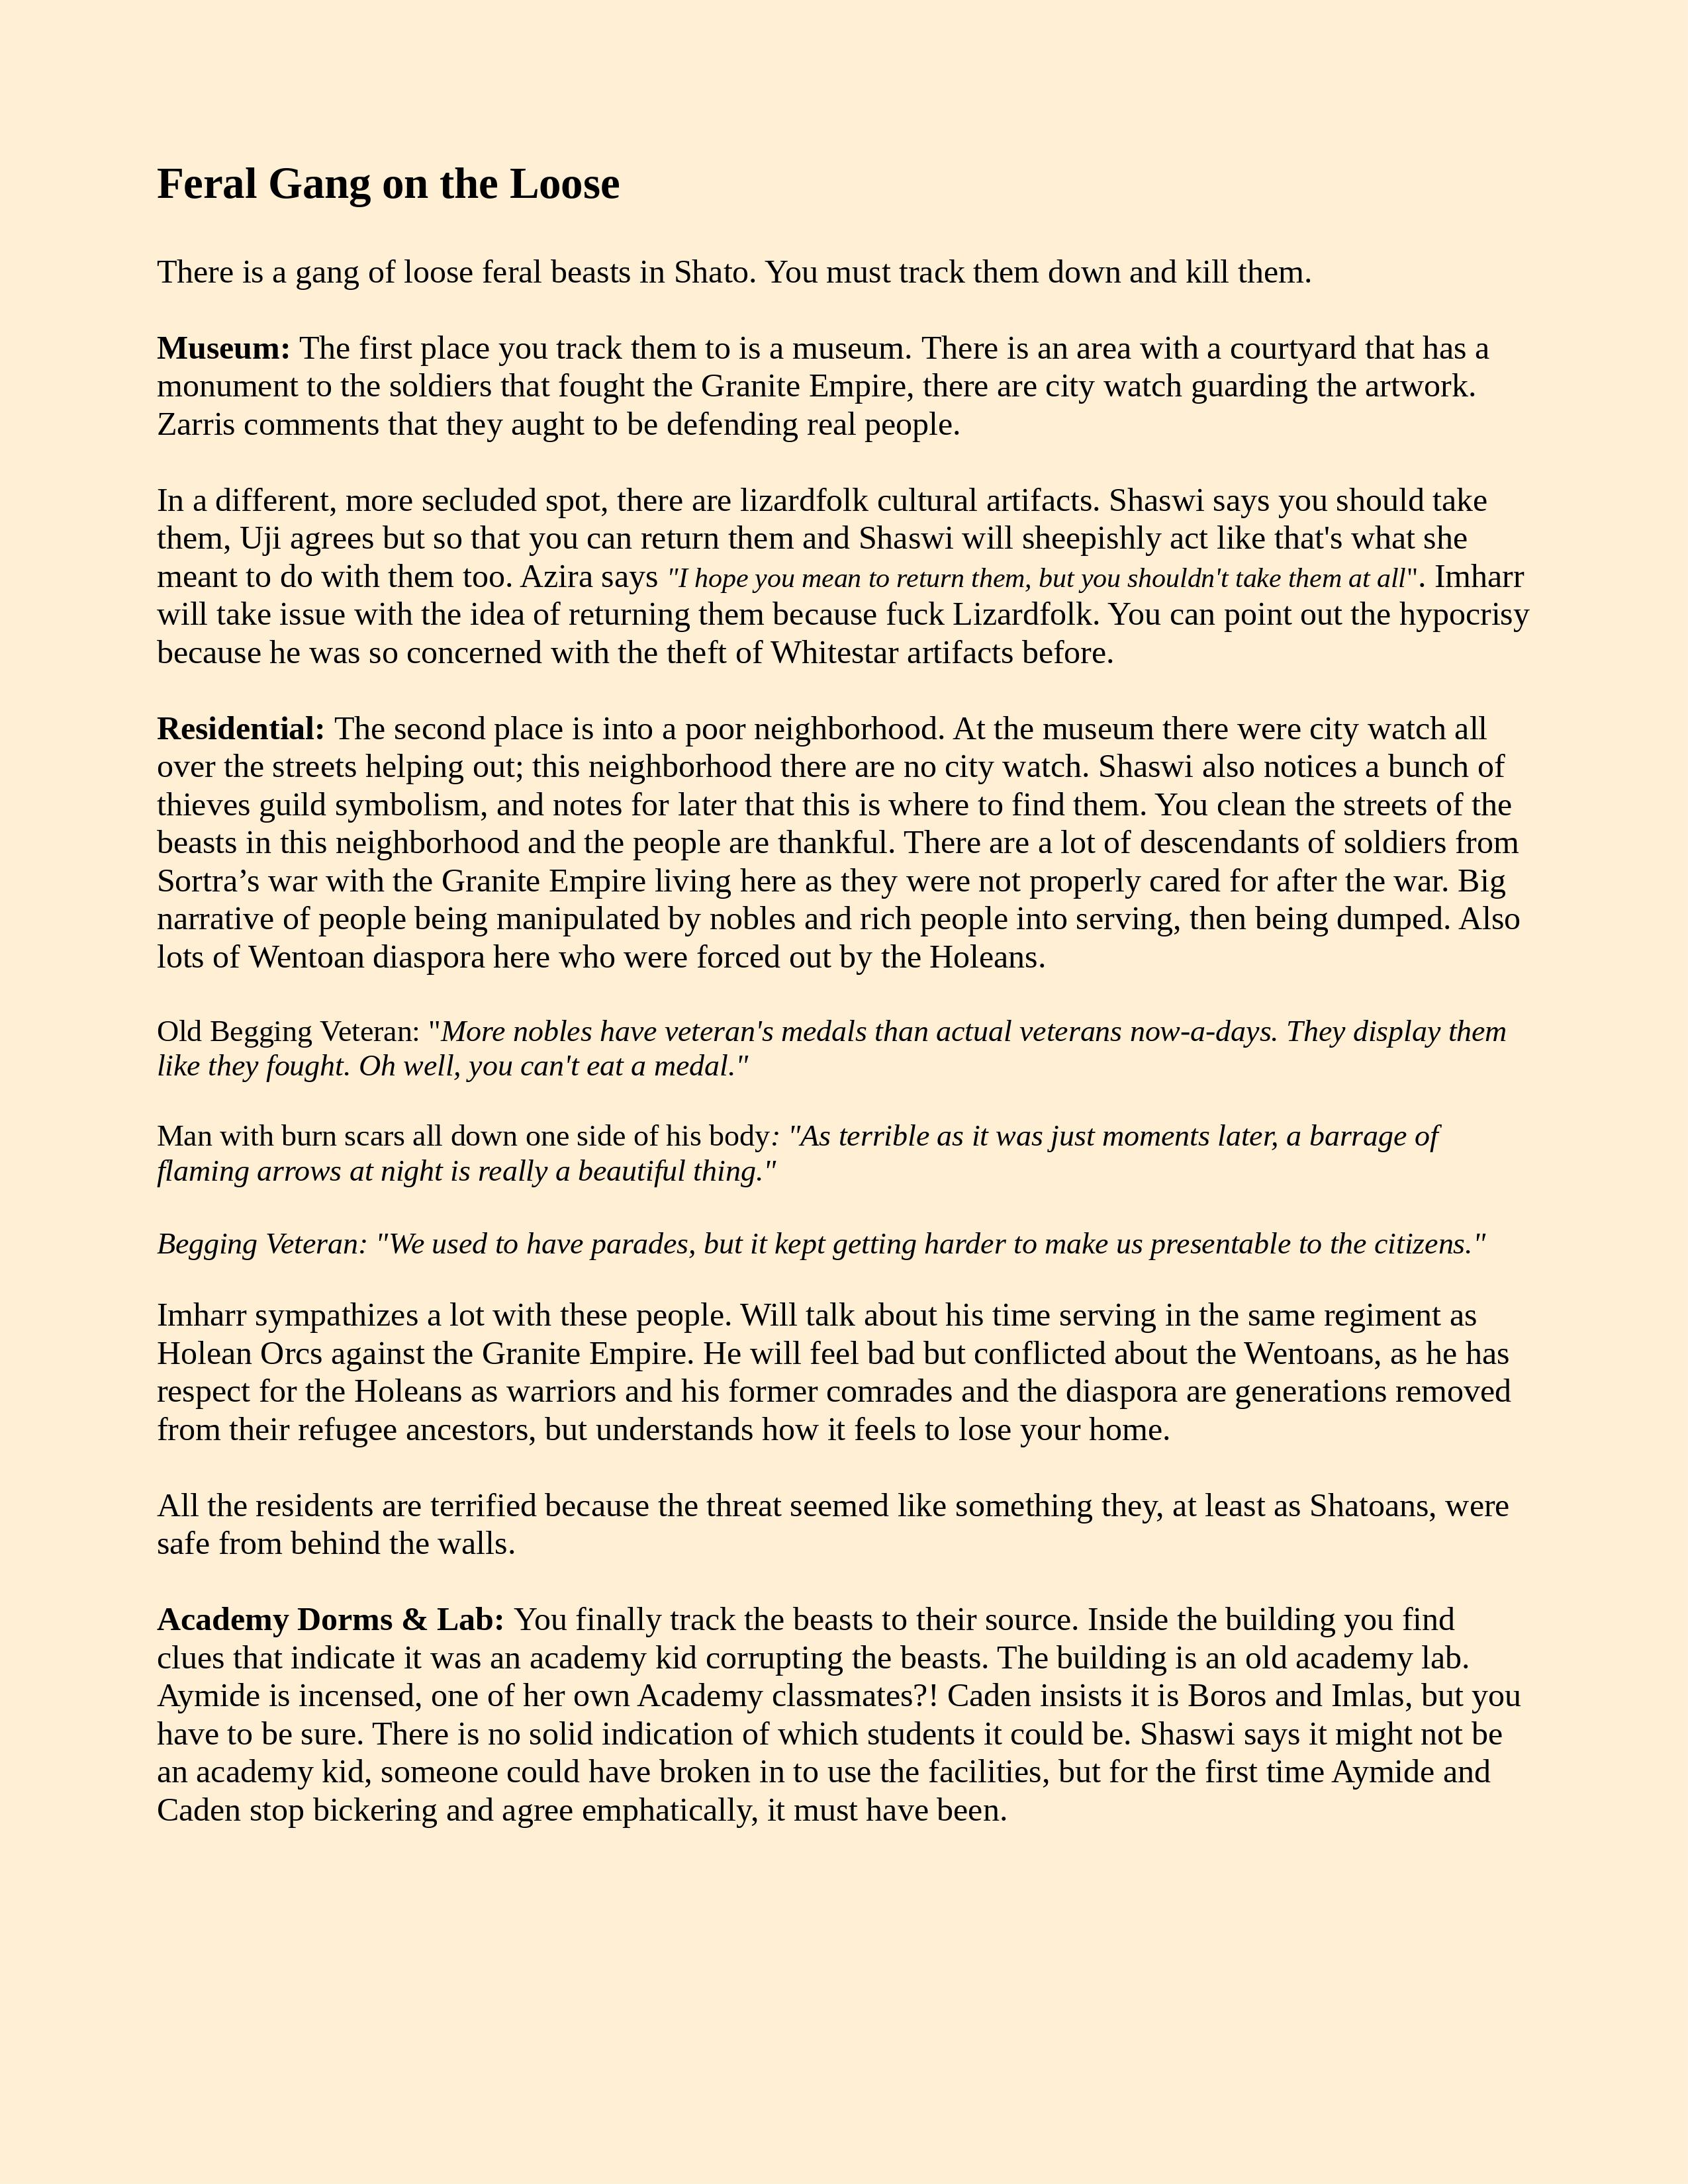 Feral Gang on the Loose
There is a gang of loose feral beasts in Shato. You must track them down and kill them.
Museum: The first place you track them to is a museum. There is an area with a courtyard that has a
monument to the soldiers that fought the Granite Empire, there are city watch guarding the artwork.
Zarris comments that they aught to be defending real people.
In a different, more secluded spot, there are lizardfolk cultural artifacts. Shaswi says you should take
them, Uji agrees but so that you can return them and Shaswi will sheepishly act like that's what she
meant to do with them too. Azira says "I hope you mean to return them, but you shouldn't take them at all". Imharr
will take issue with the idea of returning them because fuck Lizardfolk. You can point out the hypocrisy
because he was so concerned with the theft of Whitestar artifacts before.
Residential: The second place is into a poor neighborhood. At the museum there were city watch all
over the streets helping out; this neighborhood there are no city watch. Shaswi also notices a bunch of
thieves guild symbolism, and notes for later that this is where to find them. You clean the streets of the
beasts in this neighborhood and the people are thankful. There are a lot of descendants of soldiers from
Sortra’s war with the Granite Empire living here as they were not properly cared for after the war. Big
narrative of people being manipulated by nobles and rich people into serving, then being dumped. Also
lots of Wentoan diaspora here who were forced out by the Holeans.
Old Begging Veteran: "More nobles have veteran's medals than actual veterans now-a-days. They display them
like they fought. Oh well, you can't eat a medal."
Man with burn scars all down one side of his body: "As terrible as it was just moments later, a barrage of
flaming arrows at night is really a beautiful thing."
Begging Veteran: "We used to have parades, but it kept getting harder to make us presentable to the citizens."
Imharr sympathizes a lot with these people. Will talk about his time serving in the same regiment as
Holean Orcs against the Granite Empire. He will feel bad but conflicted about the Wentoans, as he has
respect for the Holeans as warriors and his former comrades and the diaspora are generations removed
from their refugee ancestors, but understands how it feels to lose your home.
All the residents are terrified because the threat seemed like something they, at least as Shatoans, were
safe from behind the walls.
Academy Dorms & Lab: You finally track the beasts to their source. Inside the building you find
clues that indicate it was an academy kid corrupting the beasts. The building is an old academy lab.
Aymide is incensed, one of her own Academy classmates?! Caden insists it is Boros and Imlas, but you
have to be sure. There is no solid indication of which students it could be. Shaswi says it might not be
an academy kid, someone could have broken in to use the facilities, but for the first time Aymide and
Caden stop bickering and agree emphatically, it must have been.